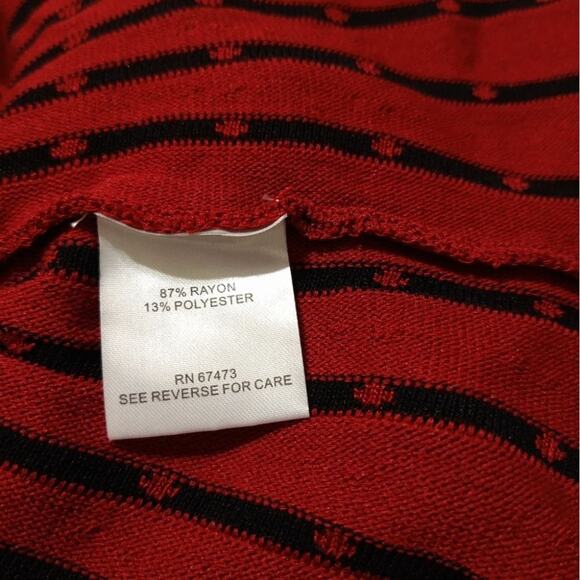 87% RAYON
13% POLYESTER
RN 67473
SEE REVERSE FOR CARE